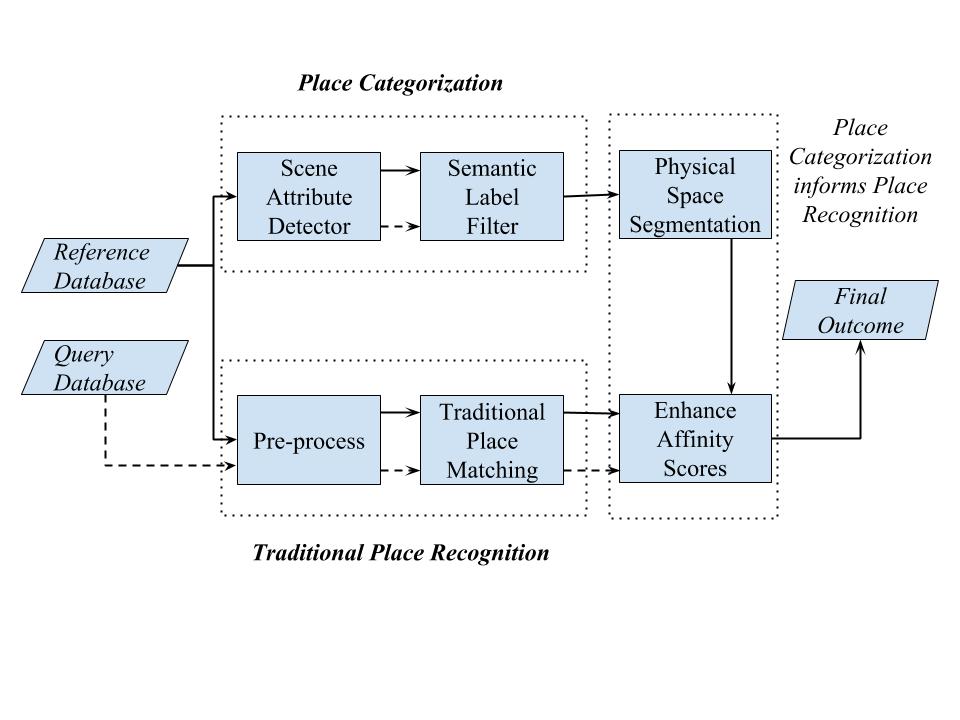 Place Categorization
Scene
Attribute
Detector
Semantic
Label
Filter
Physical
Space
Segmentation
Place
Categorization
informs Place
Recognition
Reference
Database
Query
Database
Final
Outcome
Pre-process
Traditional
Place
Matching
Enhance
Affinity
Scores
Traditional Place Recognition